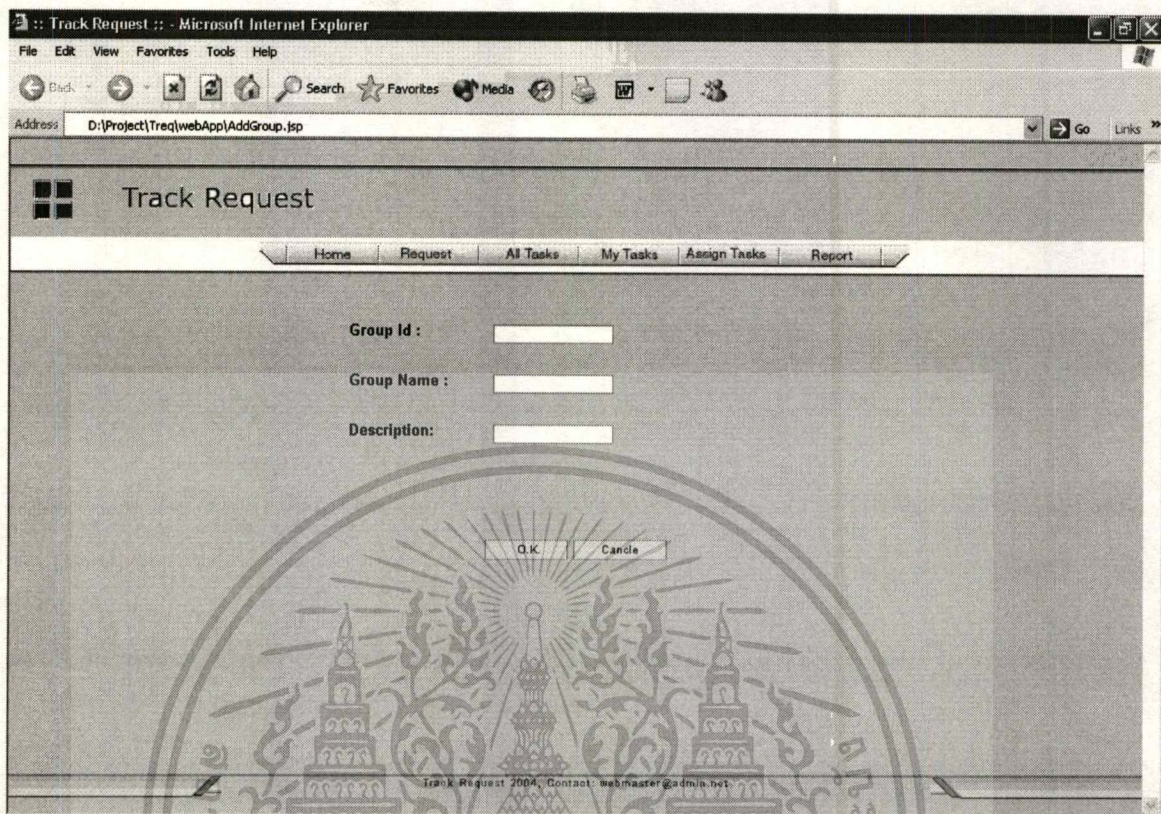 :: Track Request :: - Microsoft Internet Explorer
File Edit View Favorites Tools Help
Back Search Favorites Media
Address D:\Project\Treq\webApp\AddGroup.jsp Go Links »
Track Request
Home Request All Tasks My Tasks Assign Tasks Report
Group Id :
Group Name :
Description:
O.K. Cancle
Track Request 2004, Contact: webmaster@admin.net